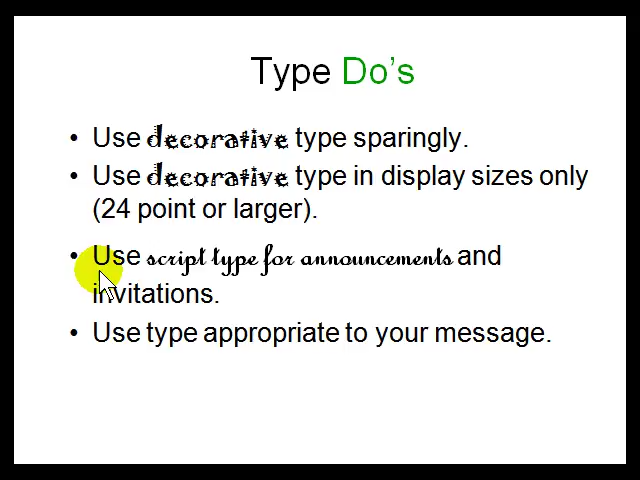 Type Do's
• Use decorative type sparingly.
• Use decorative type in display sizes only
(24 point or larger).
• Use script type for announcements and
invitations.
• Use type appropriate to your message.